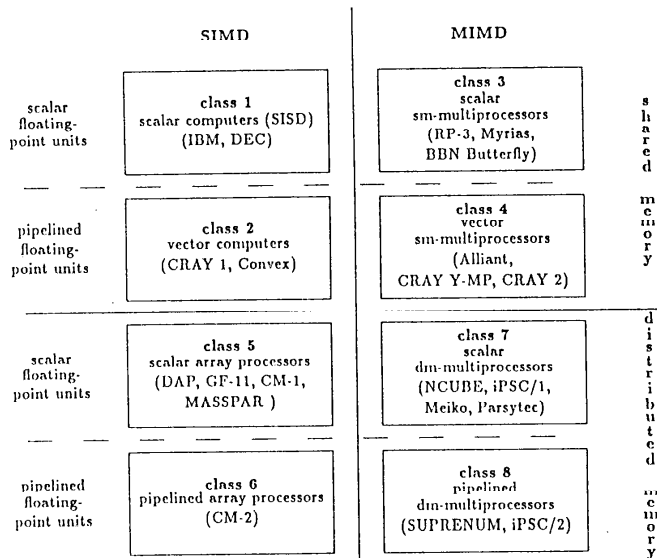 SIMD
MIMD
scalar
floating-
point units
class 1
scalar computers (SISD)
(IBM, DEC)
class 3
scalar
sm-multiprocessors
(RP-3, Myrias,
BBN Butterfly)
pipelined
floating-
point units
class 2
vector computers
(CRAY 1, Convex)
class 4
vector
sm-multiprocessors
(Alliant,
CRAY Y-MP, CRAY 2)
shared memory
scalar
floating-
point units
class 5
scalar array processors
(DAP, GF-11, CM-1,
MASSPAR )
class 7
scalar
dm-multiprocessors
(NCUBE, iPSC/1,
Meiko, Parsytec)
pipelined
floating-
point units
class 6
pipelined array processors
(CM-2)
class 8
pipelined
dm-multiprocessors
(SUPRENUM, iPSC/2)
distributed memory